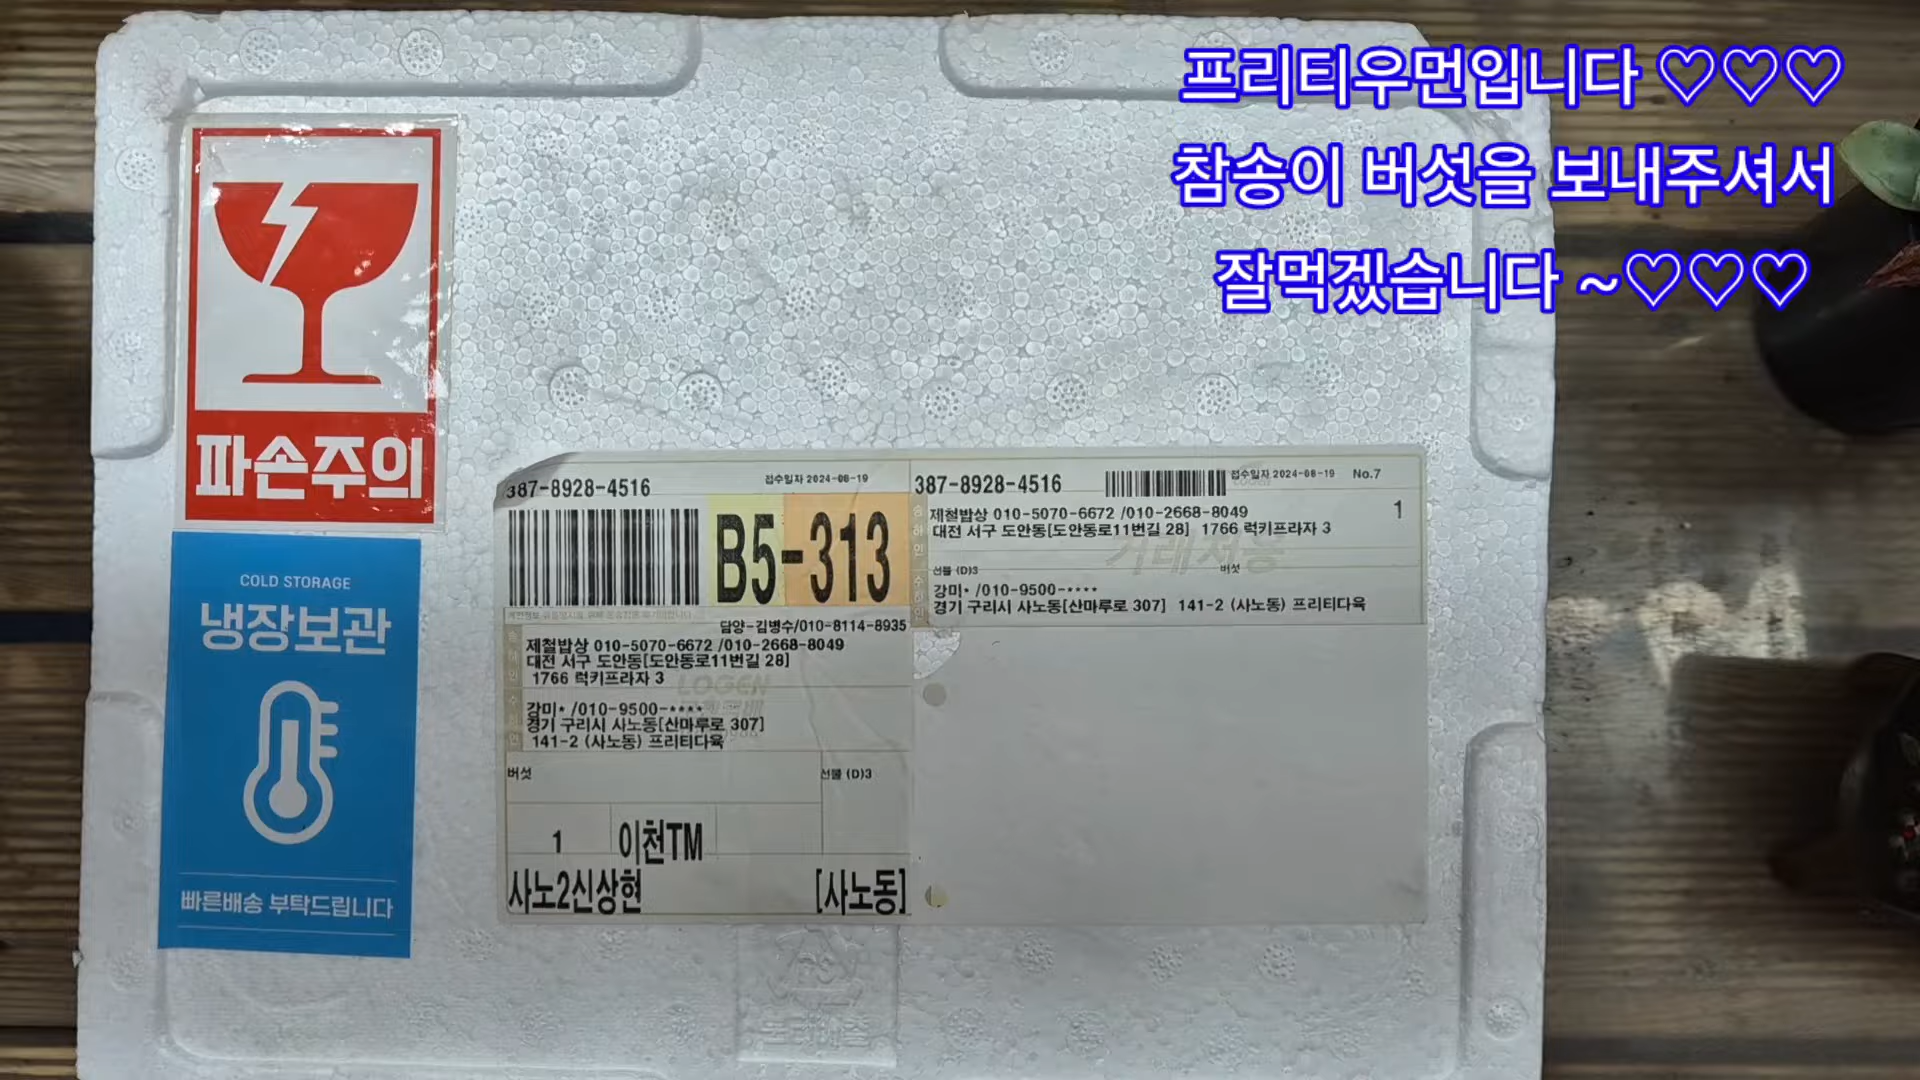 프리티우먼입니다 ♡♡♡
참송이 버섯을 보내주셔서
잘먹겠습니다 ~♡♡♡
파손주의
COLD STORAGE
냉장보관
빠른배송 부탁드립니다
387-8928-4516
접수일자 2024-08-19
B5-313
담양-김병수/010-8114-8935
제철밥상 010-5070-6672 /010-2668-8049
대전 서구 도안동[도안동로11번길 28]
1766 럭키프라자 3
LOGEN
강미* /010-9500-****
경기 구리시 사노동[산마루로 307]
141-2 (사노동) 프리티다육
버섯
선불 (D)3
1
이천TM
사노2신상현
[사노동]
387-8928-4516
접수일자 2024-08-19 No.7
제철밥상 010-5070-6672 /010-2668-8049
1
대전 서구 도안동[도안동로11번길 28] 1766 럭키프라자 3
선불 (D)3
버섯
강미* /010-9500-****
경기 구리시 사노동[산마루로 307] 141-2 (사노동) 프리티다육